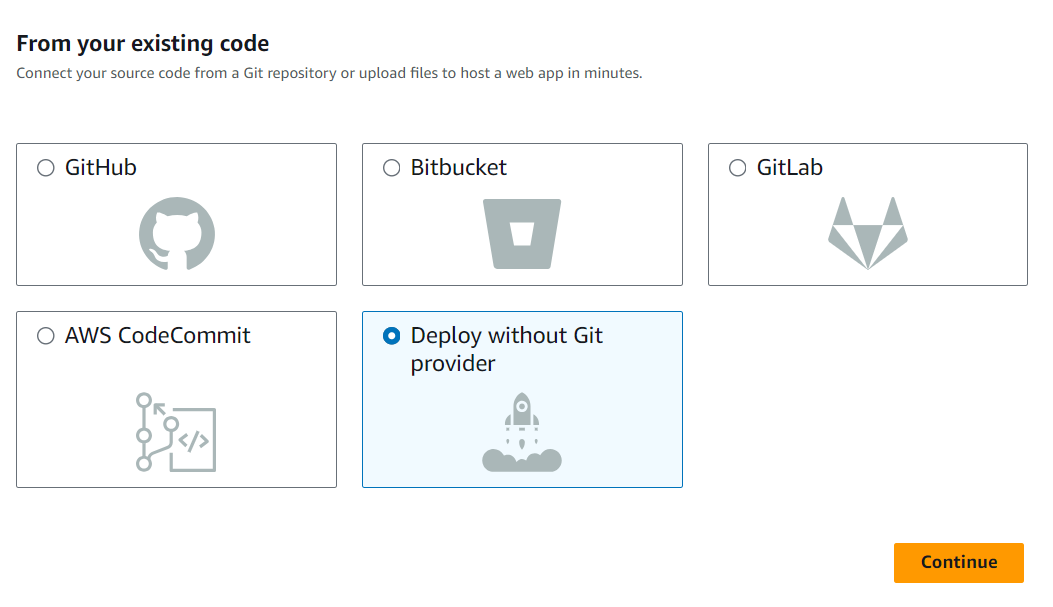 From your existing code
Connect your source code from a Git repository or upload files to host a web app in minutes.
GitHub
Bitbucket
GitLab
AWS CodeCommit
Deploy without Git
provider
</>
Continue